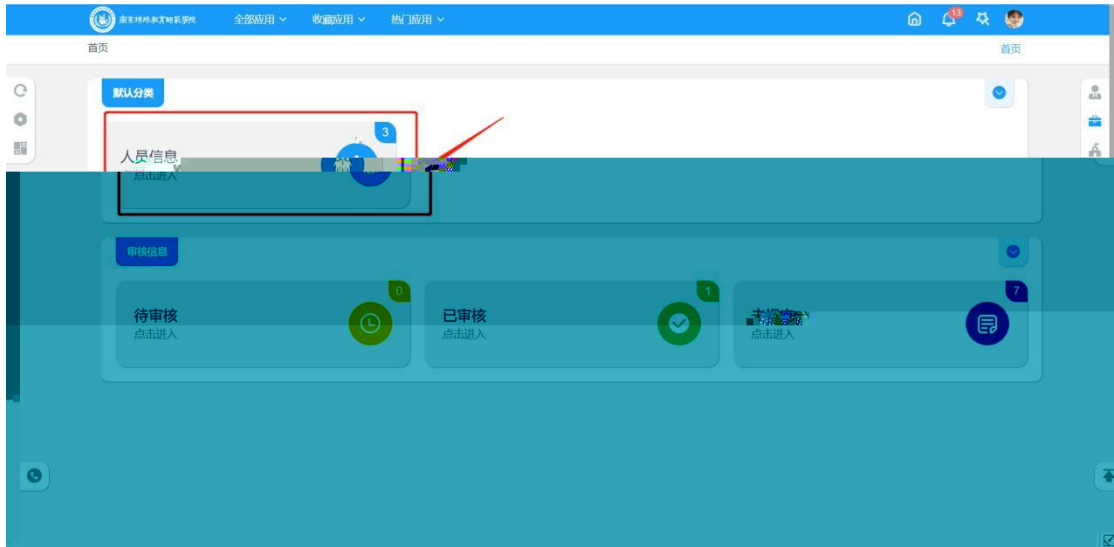 全部应用
收藏应用
热门应用
13
首页
首页
默认分类
3
人员信息
点击进入
审核信息
0
待审核
点击进入
1
已审核
点击进入
7
点击进入